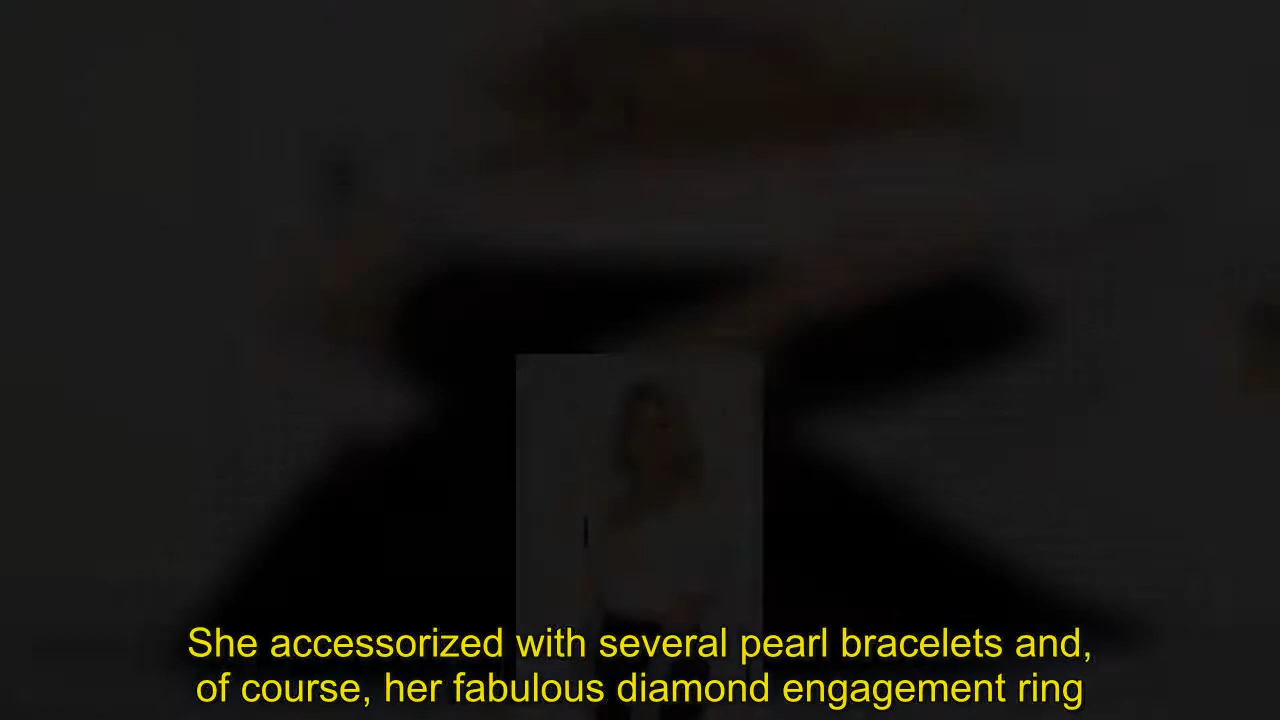 She accessorized with several pearl bracelets and,
of course, her fabulous diamond engagement ring